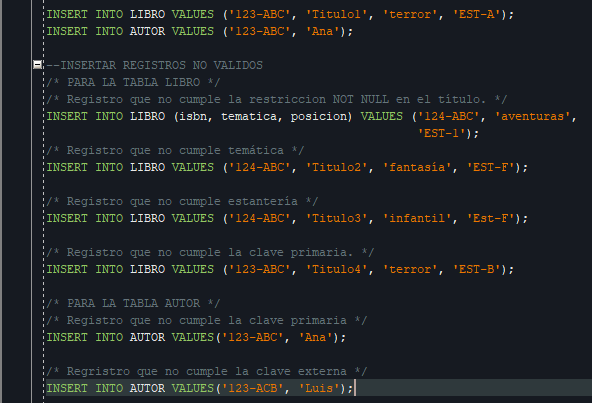 INSERT INTO LIBRO VALUES ('123-ABC', 'Titulo1', 'terror', 'EST-A');
INSERT INTO AUTOR VALUES ('123-ABC', 'Ana');
--INSERTAR REGISTROS NO VALIDOS
/* PARA LA TABLA LIBRO */
/* Registro que no cumple la restriccion NOT NULL en el título. */
INSERT INTO LIBRO (isbn, tematica, posicion) VALUES ('124-ABC', 'aventuras',
'EST-1');
/* Registro que no cumple temática */
INSERT INTO LIBRO VALUES ('124-ABC', 'Titulo2', 'fantasía', 'EST-F');
/* Registro que no cumple estantería */
INSERT INTO LIBRO VALUES ('124-ABC', 'Titulo3', 'infantil', 'Est-F');
/* Registro que no cumple la clave primaria. */
INSERT INTO LIBRO VALUES ('123-ABC', 'Titulo4', 'terror', 'EST-B');
/* PARA LA TABLA AUTOR */
/* Registro que no cumple la clave primaria */
INSERT INTO AUTOR VALUES('123-ABC', 'Ana');
/* Regristro que no cumple la clave externa */
INSERT INTO AUTOR VALUES('123-ACB', 'Luis');